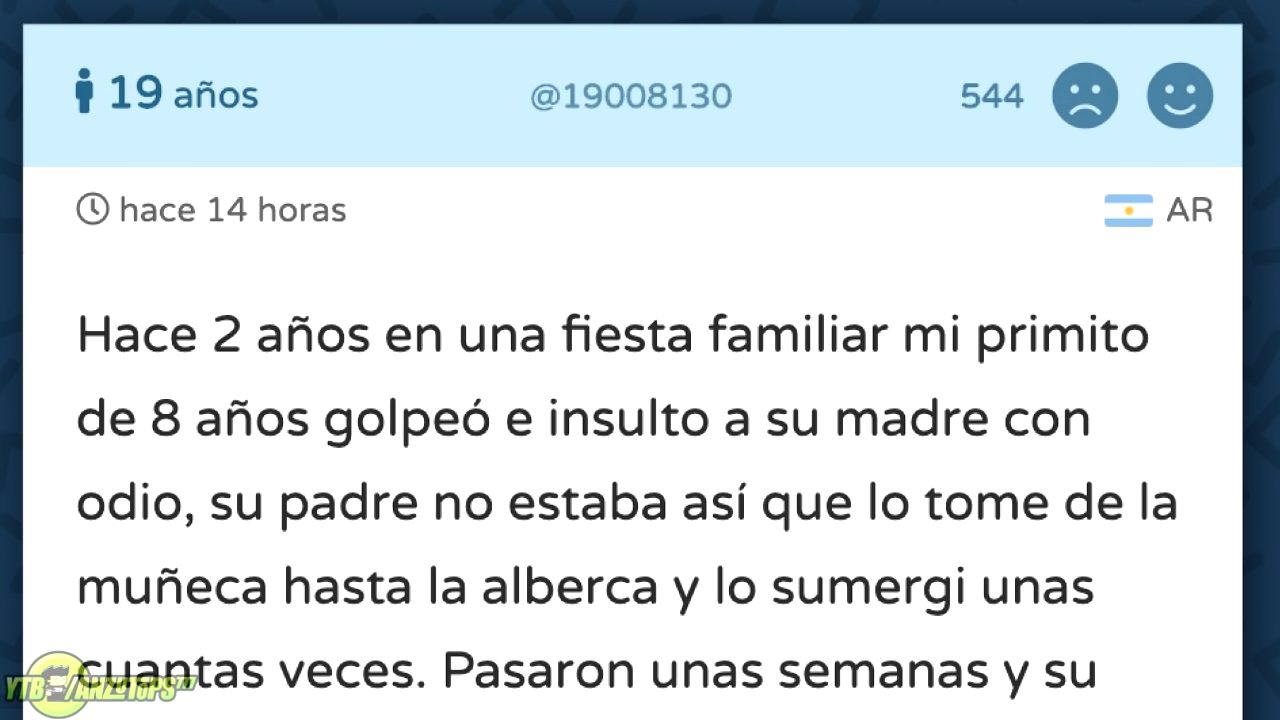 19 años @19008130 544
hace 14 horas AR
Hace 2 años en una fiesta familiar mi primito
de 8 años golpeó e insulto a su madre con
odio, su padre no estaba así que lo tome de la
muñeca hasta la alberca y lo sumergi unas
cuantas veces. Pasaron unas semanas y su